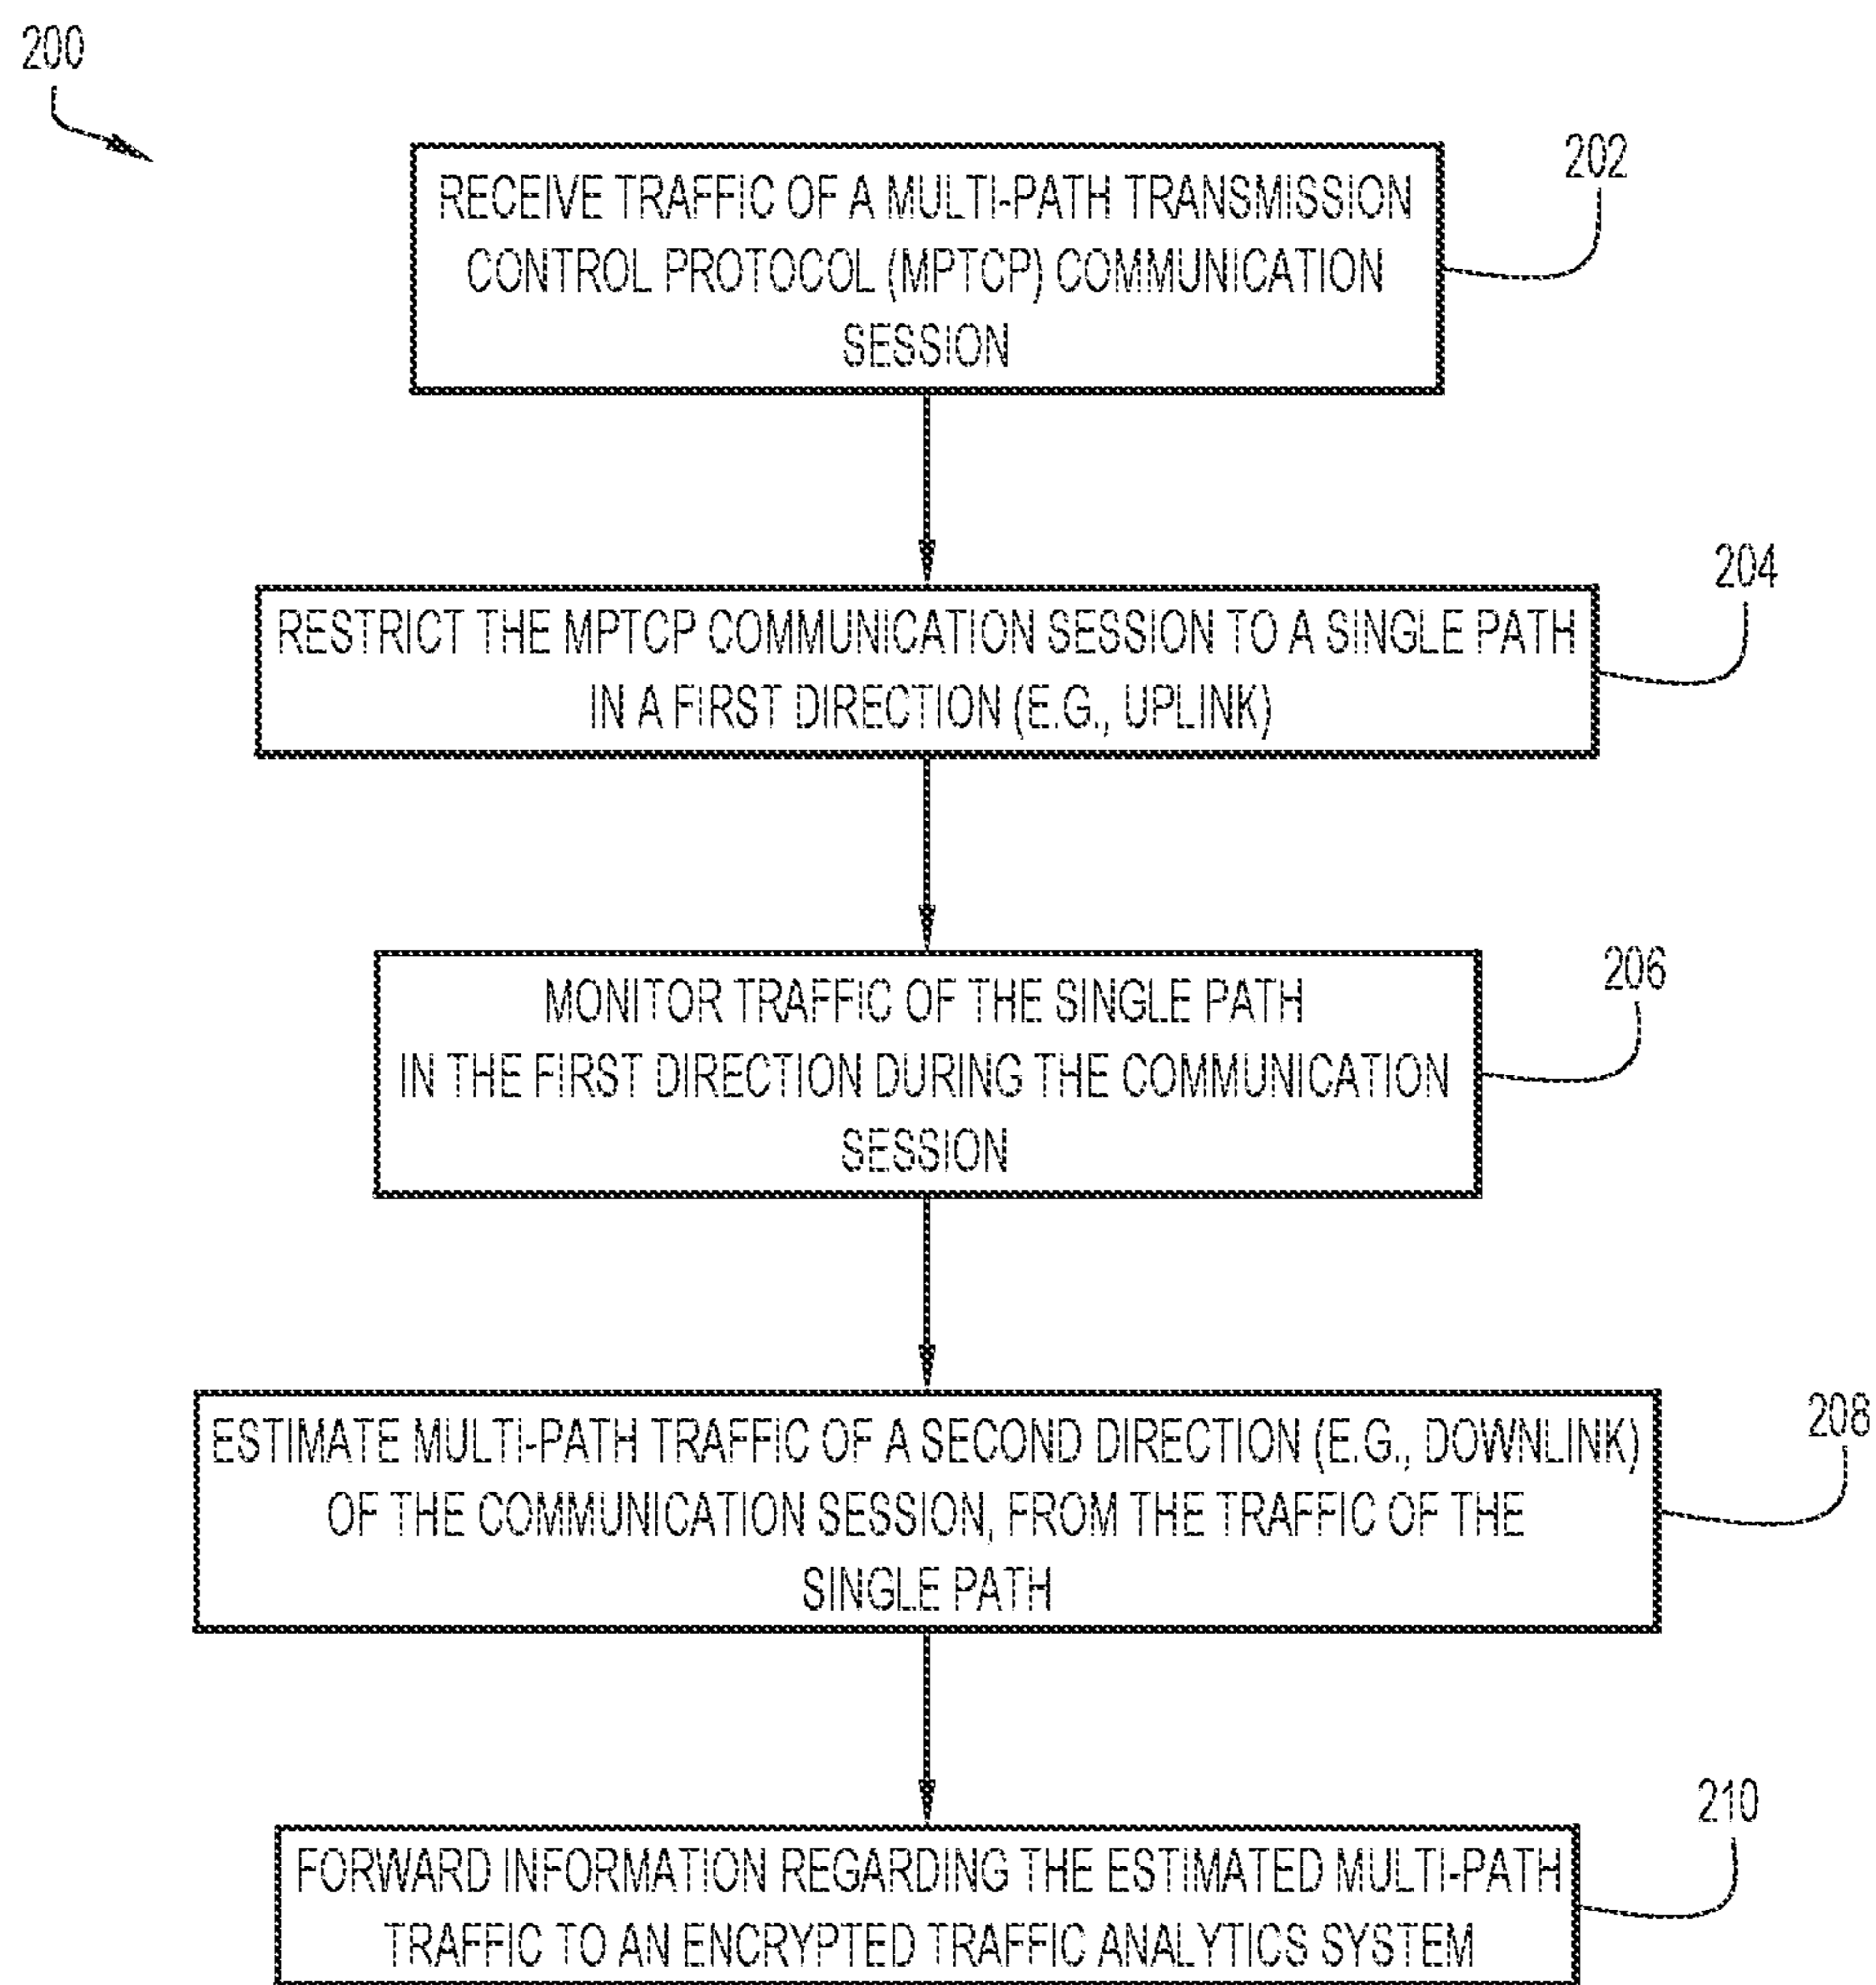 200
RECEIVE TRAFFIC OF A MULTI-PATH TRANSMISSION
CONTROL PROTOCOL (MPTCP) COMMUNICATION
SESSION
202
RESTRICT THE MPTCP COMMUNICATION SESSION TO A SINGLE PATH
IN A FIRST DIRECTION (E.G., UPLINK)
204
MONITOR TRAFFIC OF THE SINGLE PATH
IN THE FIRST DIRECTION DURING THE COMMUNICATION
SESSION
206
ESTIMATE MULTI-PATH TRAFFIC OF A SECOND DIRECTION (E.G., DOWNLINK)
OF THE COMMUNICATION SESSION, FROM THE TRAFFIC OF THE
SINGLE PATH
208
FORWARD INFORMATION REGARDING THE ESTIMATED MULTI-PATH
TRAFFIC TO AN ENCRYPTED TRAFFIC ANALYTICS SYSTEM
210